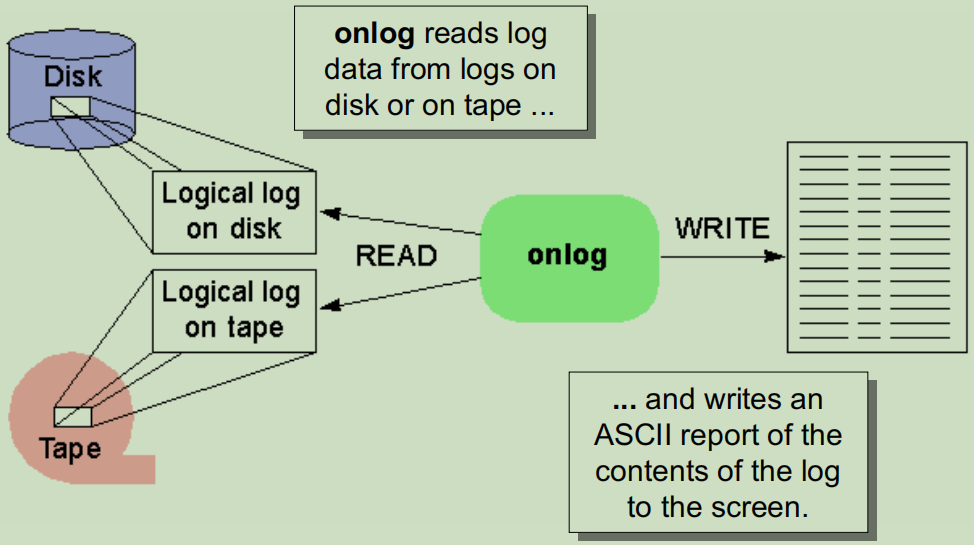 onlog reads log
data from logs on
disk or on tape ...
Disk
Logical log
on disk
READ
Logical log
on tape
Tape
onlog
WRITE
... and writes an
ASCII report of the
contents of the log
to the screen.